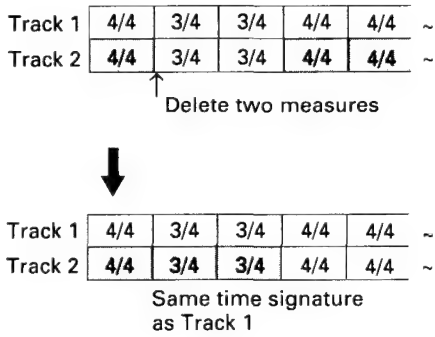 Track 1 4/4 3/4 3/4 4/4 4/4 ~
Track 2 4/4 3/4 3/4 4/4 4/4 ~
Delete two measures
Track 1 4/4 3/4 3/4 4/4 4/4 ~
Track 2 4/4 3/4 3/4 4/4 4/4 ~
Same time signature
as Track 1